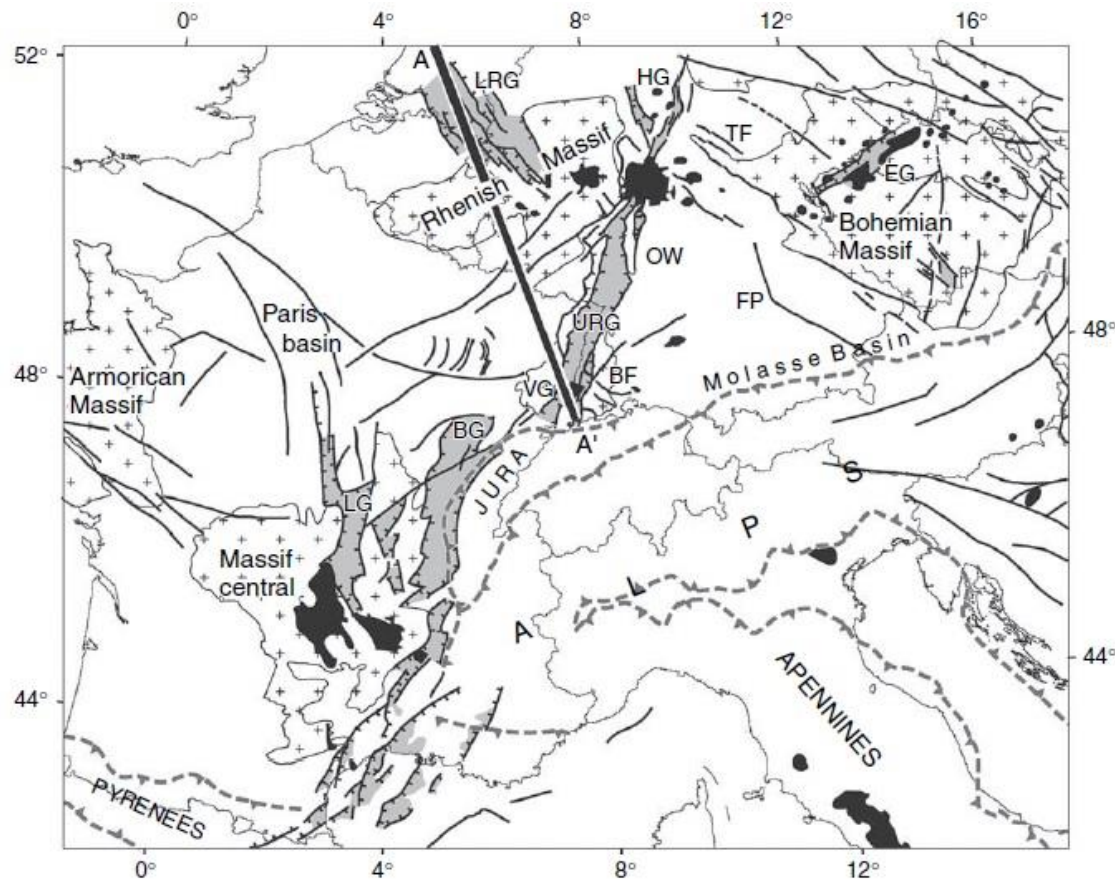 0° 4° 8° 12° 16°
52°
A
LRG
HG
TF
Massif
Rhenish
EG
Bohemian
Massif
OW
FP
Paris
basin
URG
48°
Molasse Basin
48°
Armorican
Massif
VG
BF
BG
A'
JURA
LG
Massif
central
ALPS
44°
44°
APENNINES
PYRENEES
0° 4° 8° 12°